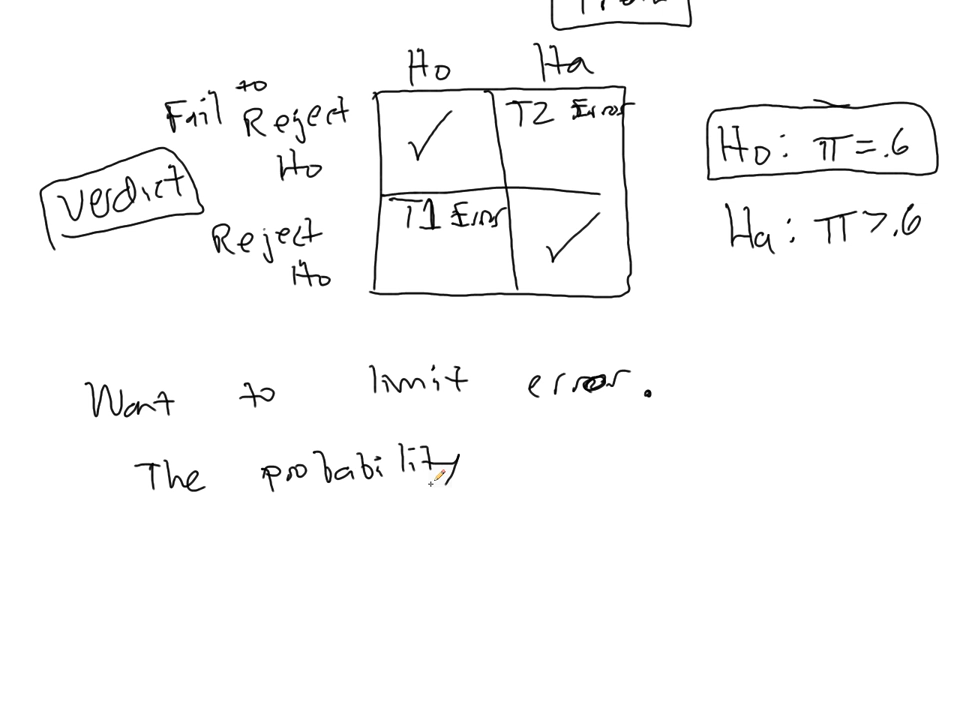 Ho Ha
Fail to Reject Ho
T2 Error
Ho: π=.6
Verdict
T1 Error
Reject Ho
Ha: π>.6
Want to limit error.
The probability